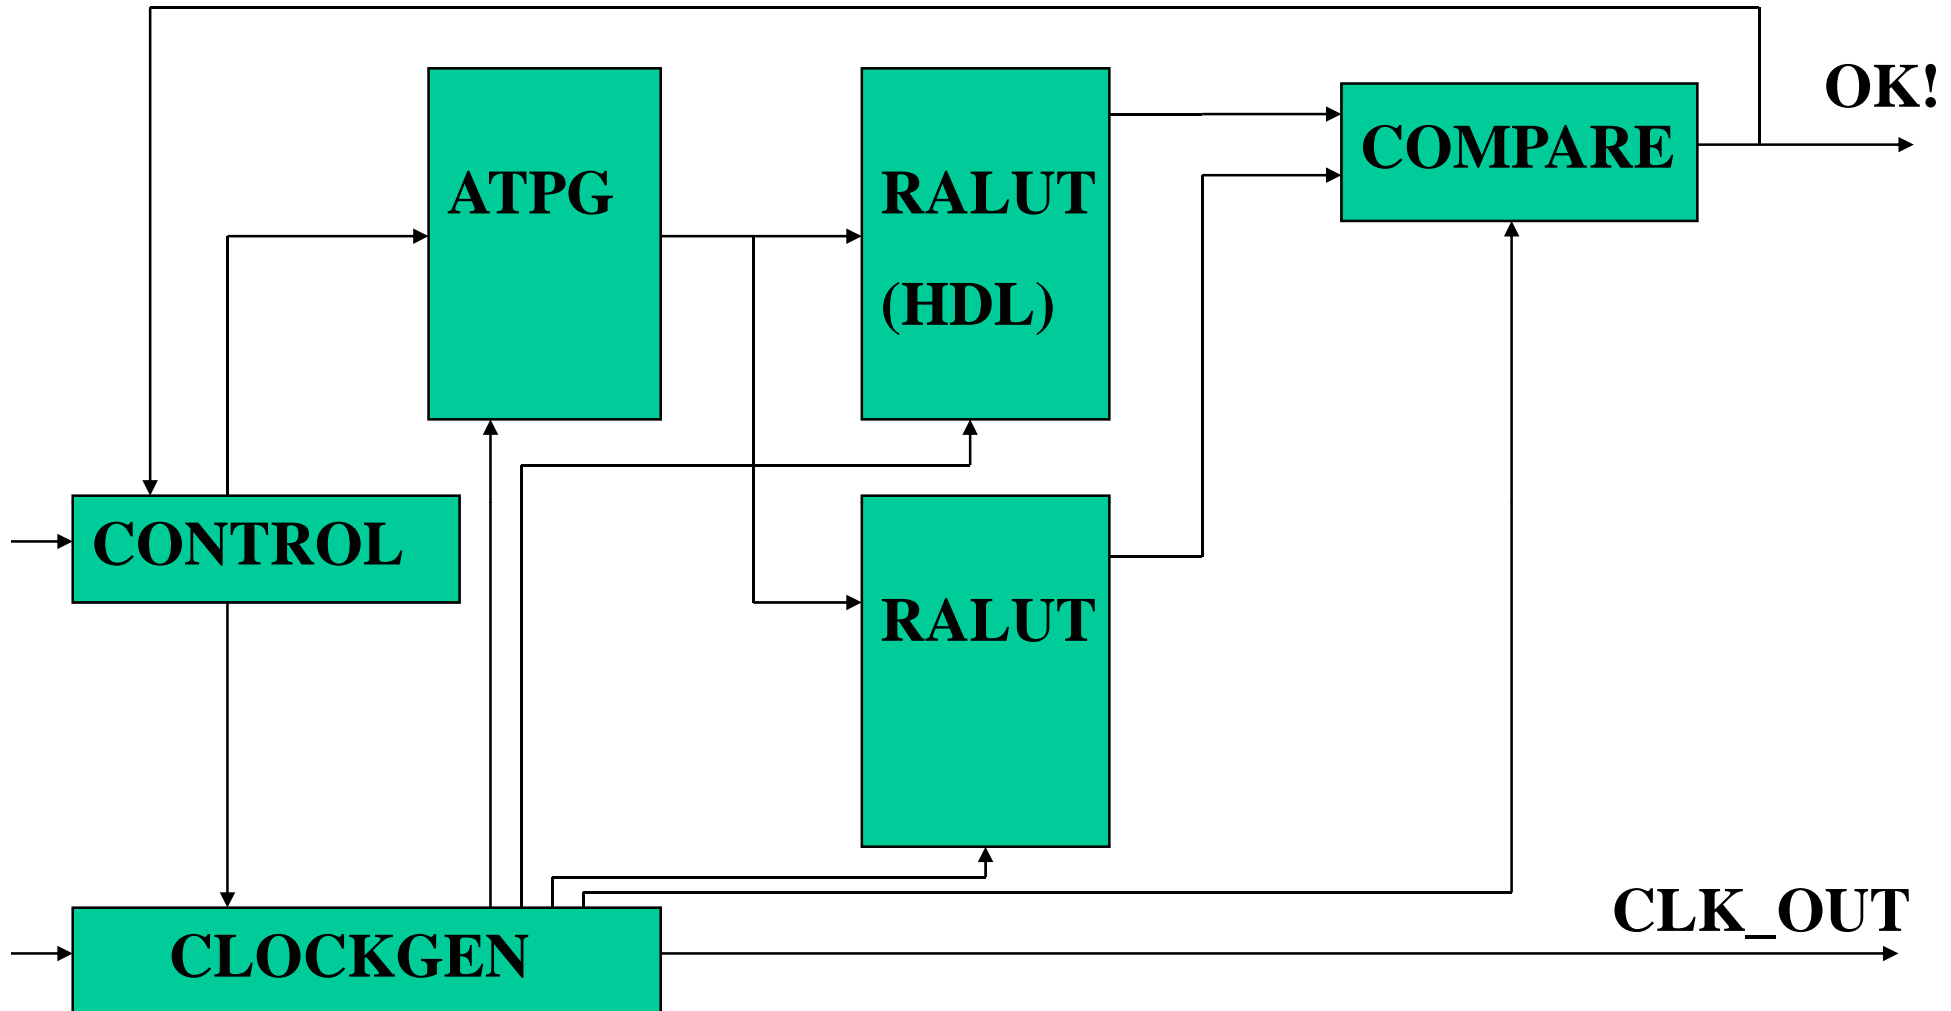 OK!
ATPG
RALUT
(HDL)
COMPARE
CONTROL
RALUT
CLK_OUT
CLOCKGEN